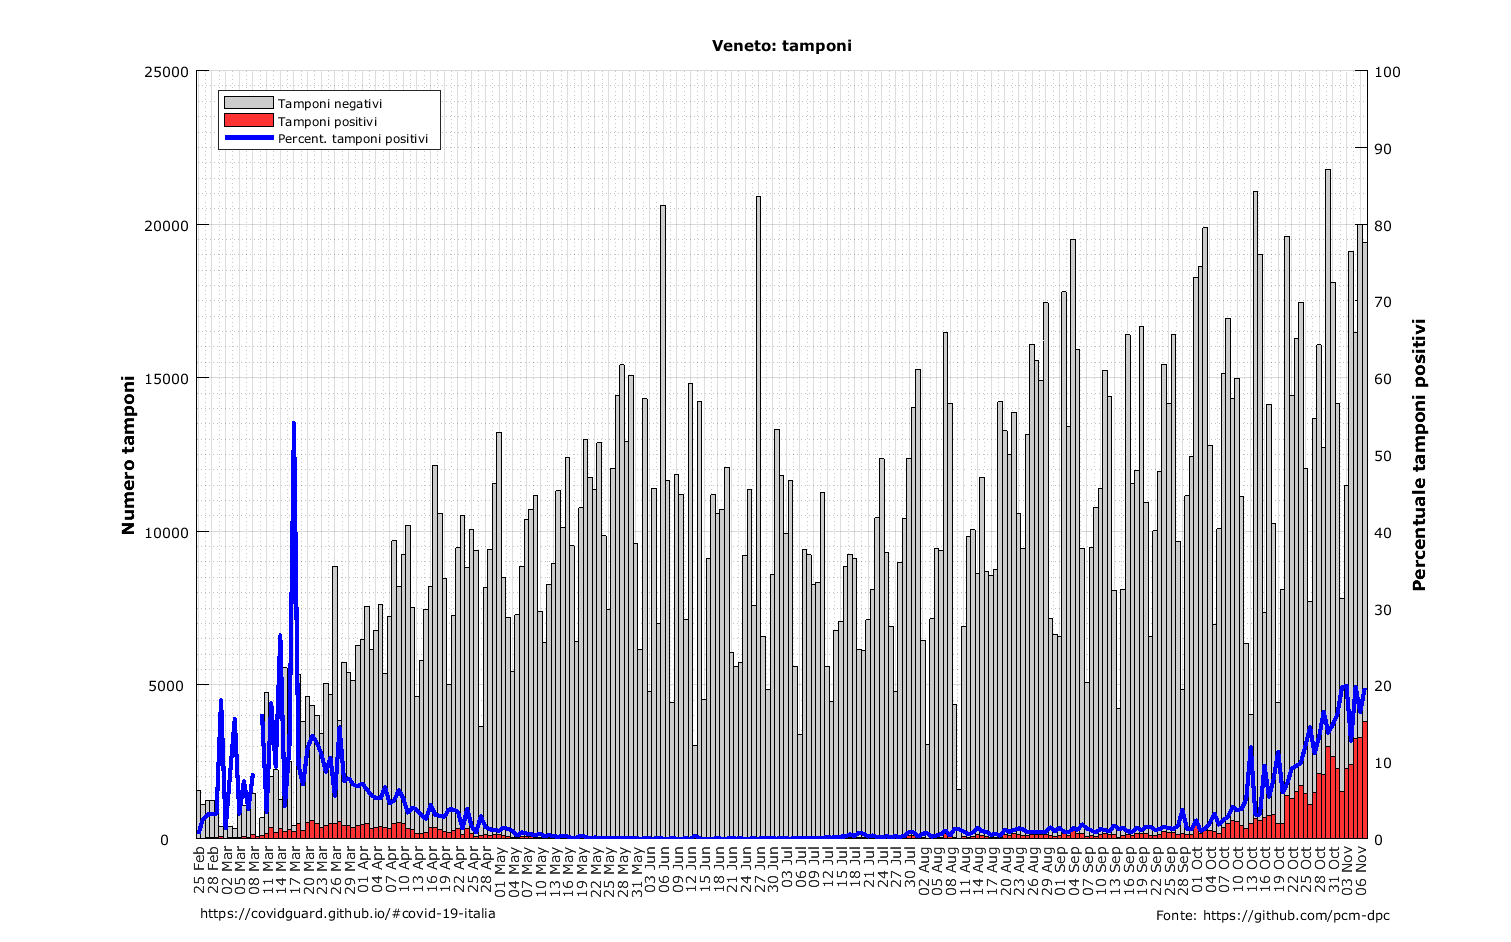 Veneto: tamponi
Tamponi negativi
Tamponi positivi
Percent. tamponi positivi
Numero tamponi
25000
20000
15000
10000
5000
0
Percentuale tamponi positivi
100
90
80
70
60
50
40
30
20
10
0
25 Feb
28 Feb
02 Mar
05 Mar
08 Mar
11 Mar
14 Mar
17 Mar
20 Mar
23 Mar
26 Mar
29 Mar
01 Apr
04 Apr
07 Apr
10 Apr
13 Apr
16 Apr
19 Apr
22 Apr
25 Apr
28 Apr
01 May
04 May
07 May
10 May
13 May
16 May
19 May
22 May
25 May
28 May
31 May
03 Jun
06 Jun
09 Jun
12 Jun
15 Jun
18 Jun
21 Jun
24 Jun
27 Jun
30 Jun
03 Jul
06 Jul
09 Jul
12 Jul
15 Jul
18 Jul
21 Jul
24 Jul
27 Jul
30 Jul
02 Aug
05 Aug
08 Aug
11 Aug
14 Aug
17 Aug
20 Aug
23 Aug
26 Aug
29 Aug
01 Sep
04 Sep
07 Sep
10 Sep
13 Sep
16 Sep
19 Sep
22 Sep
25 Sep
28 Sep
01 Oct
04 Oct
07 Oct
10 Oct
13 Oct
16 Oct
19 Oct
22 Oct
25 Oct
28 Oct
31 Oct
03 Nov
06 Nov
https://covidguard.github.io/#covid-19-italia
Fonte: https://github.com/pcm-dpc